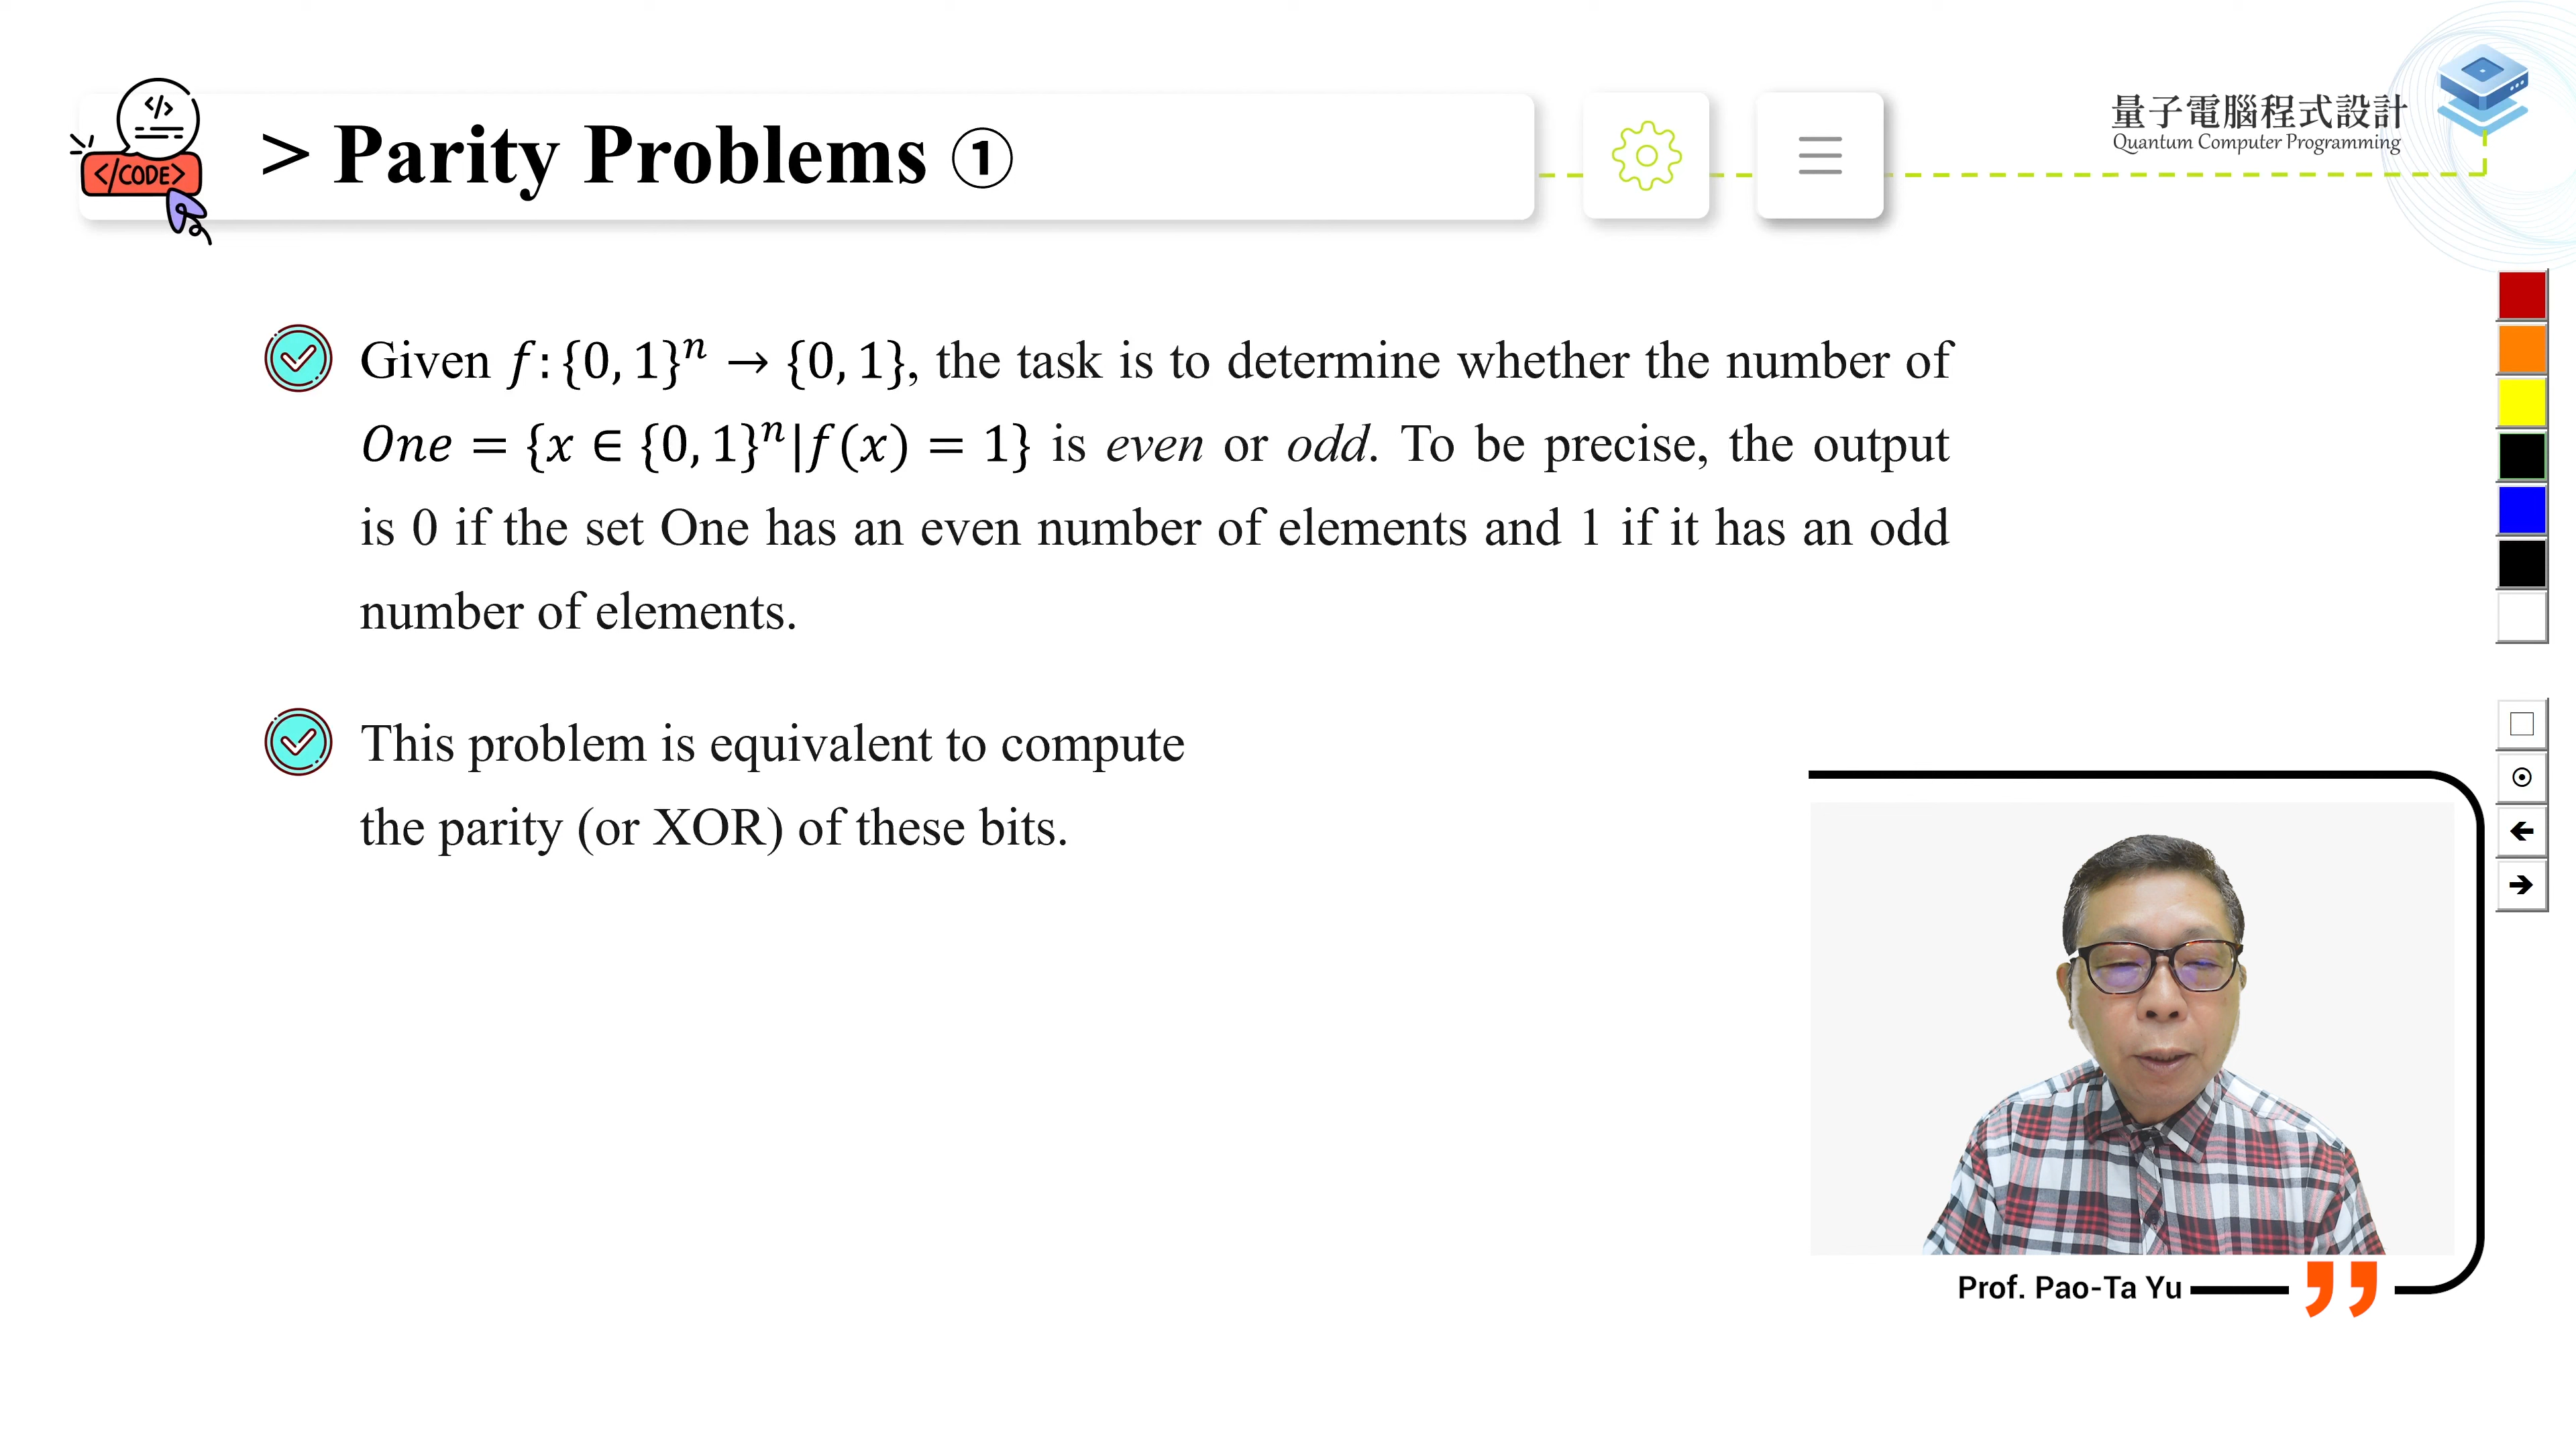 </>
</CODE>
> Parity Problems ①
量子電腦程式設計
Quantum Computer Programming
Given f: {0, 1}ⁿ → {0, 1}, the task is to determine whether the number of
One = {x ∈ {0, 1}ⁿ|f(x) = 1} is even or odd. To be precise, the output
is 0 if the set One has an even number of elements and 1 if it has an odd
number of elements.
This problem is equivalent to compute
the parity (or XOR) of these bits.
Prof. Pao-Ta Yu